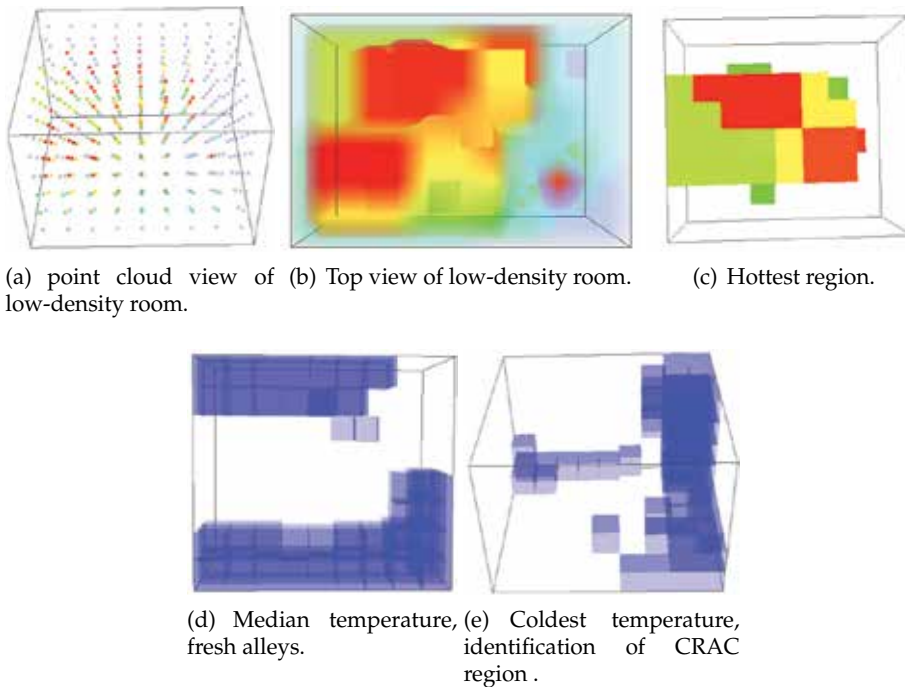 (a) point cloud view of
low-density room.
(b) Top view of low-density room.
(c) Hottest region.
(d) Median temperature,
fresh alleys.
(e) Coldest temperature,
identification of CRAC
region .